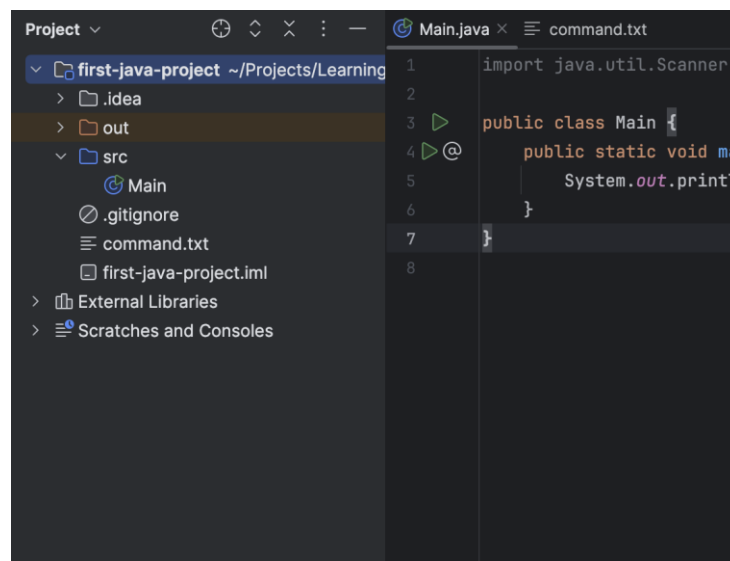 Project
first-java-project ~/Projects/Learning
.idea
out
src
Main
.gitignore
command.txt
first-java-project.iml
External Libraries
Scratches and Consoles
Main.java command.txt
1 import java.util.Scanner
2
3 public class Main {
4 @ public static void ma
5 System.out.print
6 }
7 }
8